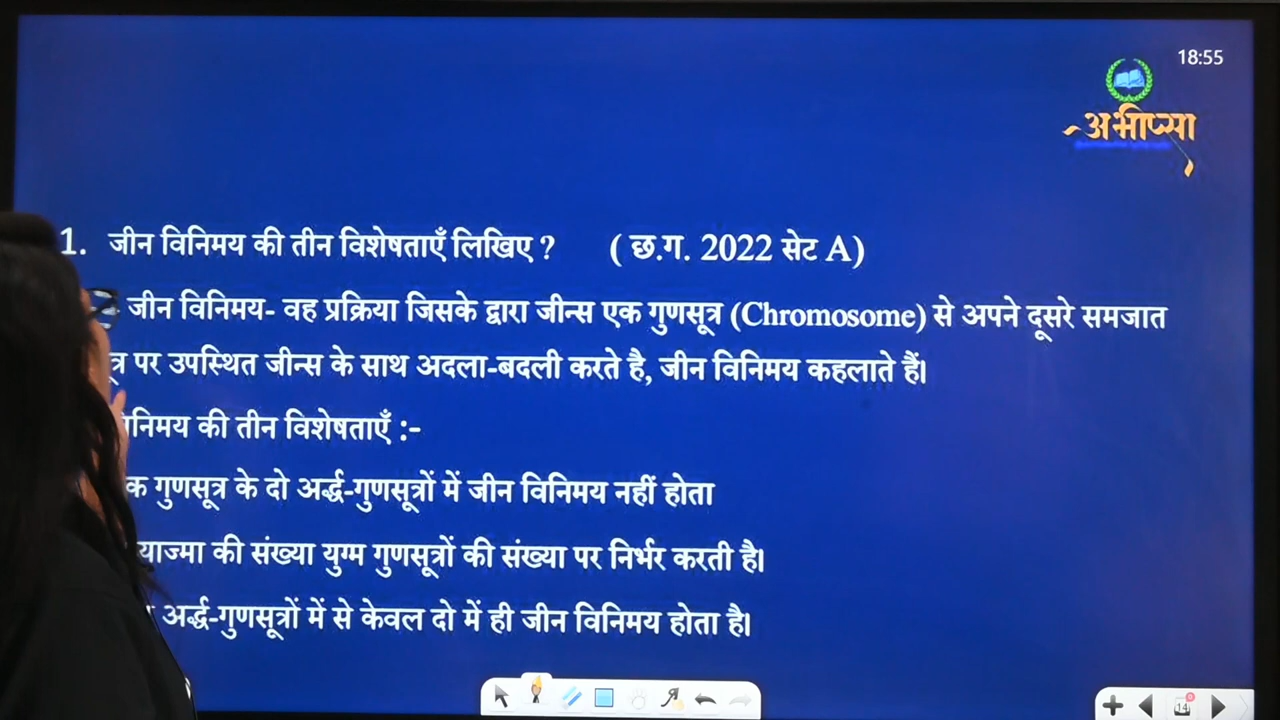 18:55
अभीप्सा
1. जीन विनिमय की तीन विशेषताएँ लिखिए ? ( छ.ग. 2022 सेट A)
जीन विनिमय- वह प्रक्रिया जिसके द्वारा जीन्स एक गुणसूत्र (Chromosome) से अपने दूसरे समजात
पर उपस्थित जीन्स के साथ अदला-बदली करते है, जीन विनिमय कहलाते हैं।
की तीन विशेषताएँ :-
गुणसूत्र के दो अर्द्ध-गुणसूत्रों में जीन विनिमय नहीं होता
की संख्या युग्म गुणसूत्रों की संख्या पर निर्भर करती है।
अर्द्ध-गुणसूत्रों में से केवल दो में ही जीन विनिमय होता है।
14